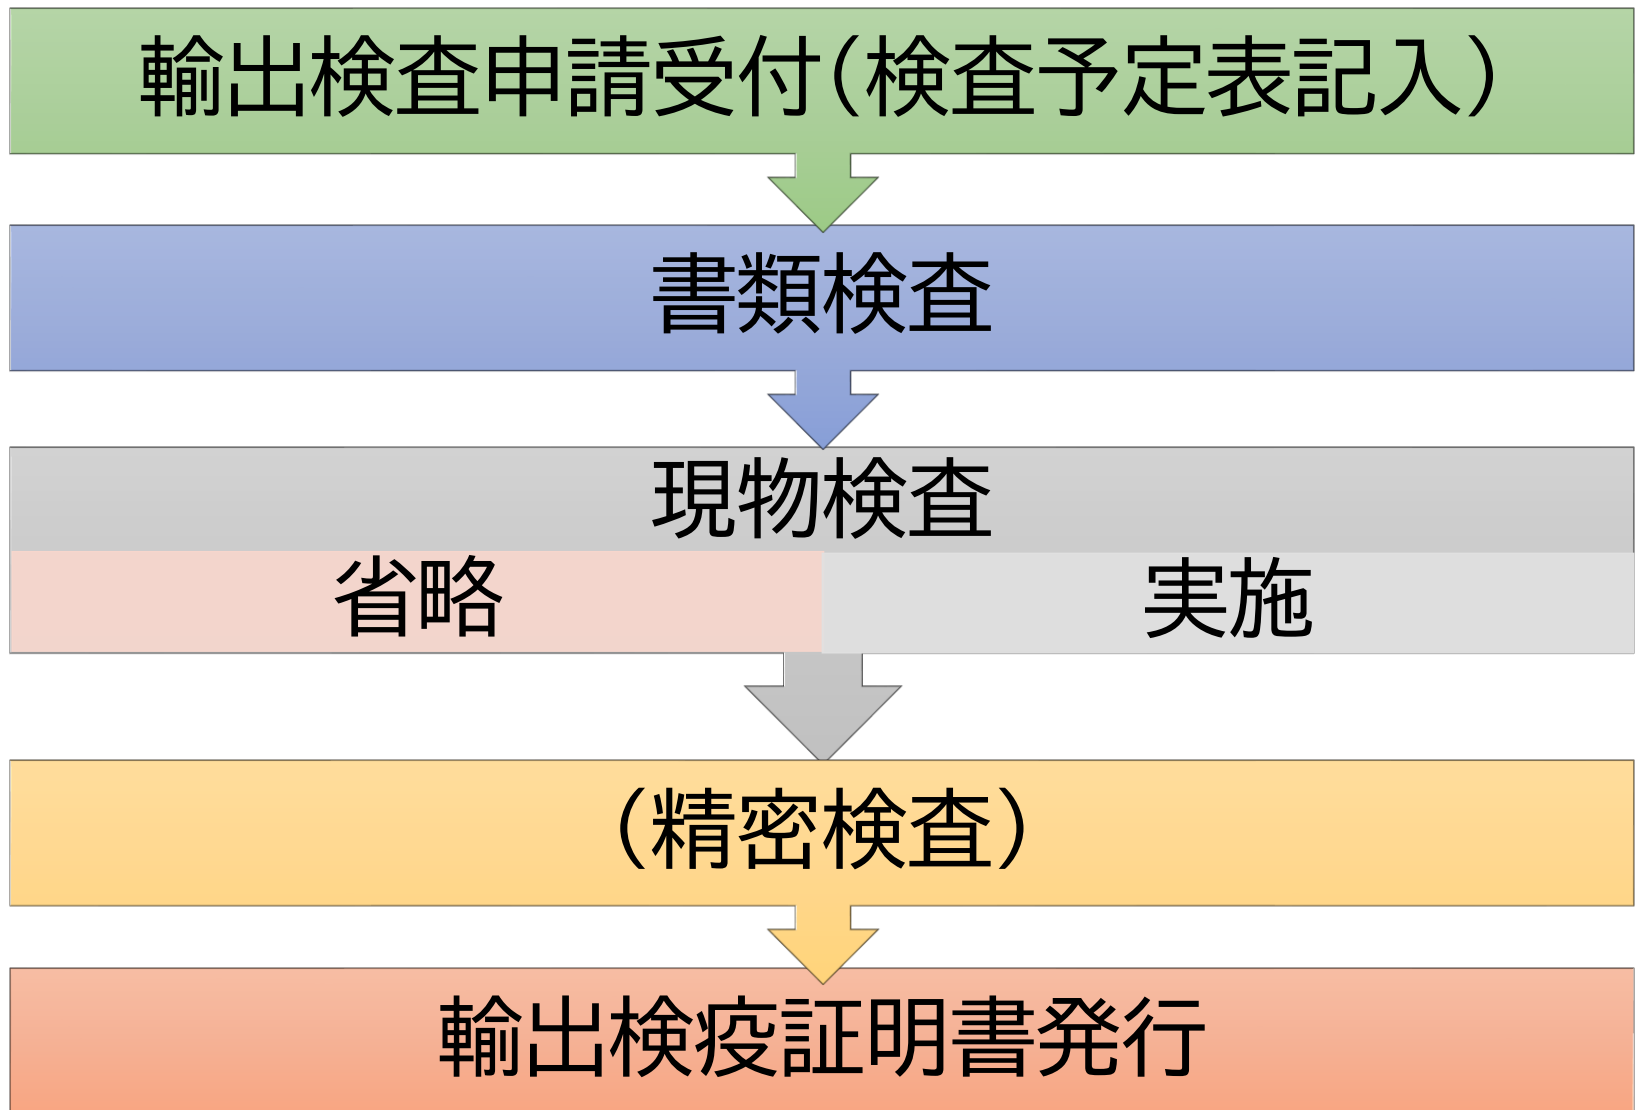 輸出検査申請受付（検査予定表記入）
書類検査
現物検査
省略
実施
（精密検査）
輸出検疫証明書発行